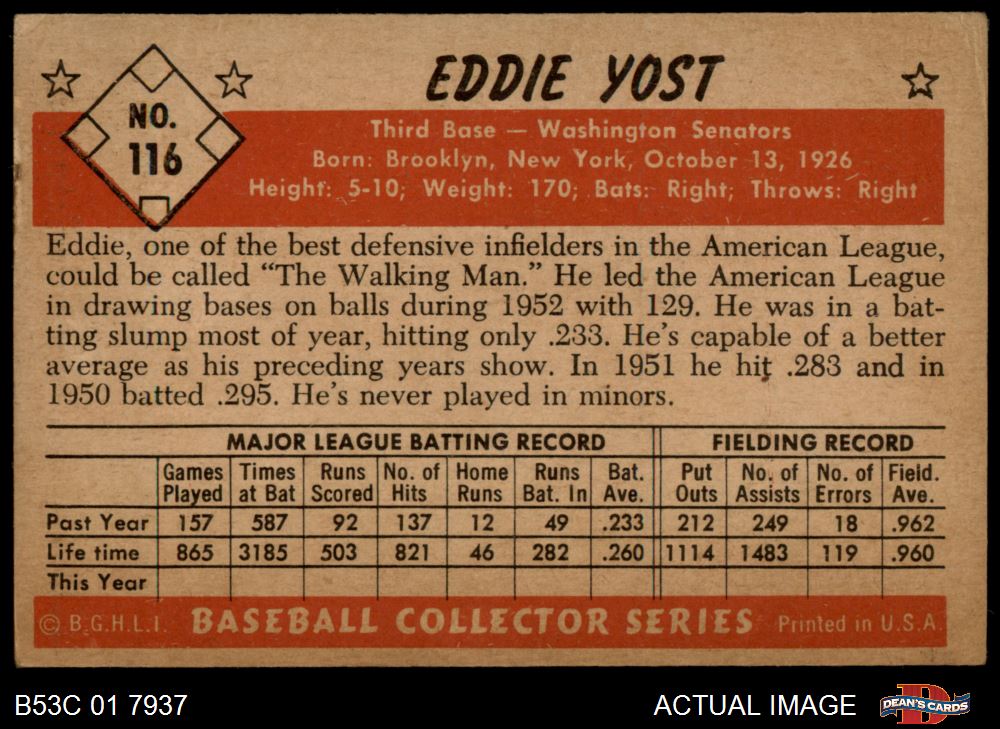 EDDIE YOST
NO.
116
Third Base — Washington Senators
Born: Brooklyn, New York, October 13, 1926
Height: 5-10; Weight: 170; Bats: Right; Throws: Right
Eddie, one of the best defensive infielders in the American League,
could be called “The Walking Man.” He led the American League
in drawing bases on balls during 1952 with 129. He was in a bat-
ting slump most of year, hitting only .233. He’s capable of a better
average as his preceding years show. In 1951 he hit .283 and in
1950 batted .295. He’s never played in minors.
MAJOR LEAGUE BATTING RECORD FIELDING RECORD
Games Times Runs No. of Home Runs Bat. Put No. of No. of Field.
Played at Bat Scored Hits Runs Bat. In Ave. Outs Assists Errors Ave.
Past Year 157 587 92 137 12 49 .233 212 249 18 .962
Life time 865 3185 503 821 46 282 .260 1114 1483 119 .960
This Year
© B.G.H.L.I. BASEBALL COLLECTOR SERIES Printed in U.S.A.
B53C 01 7937 ACTUAL IMAGE DEAN'S CARDS